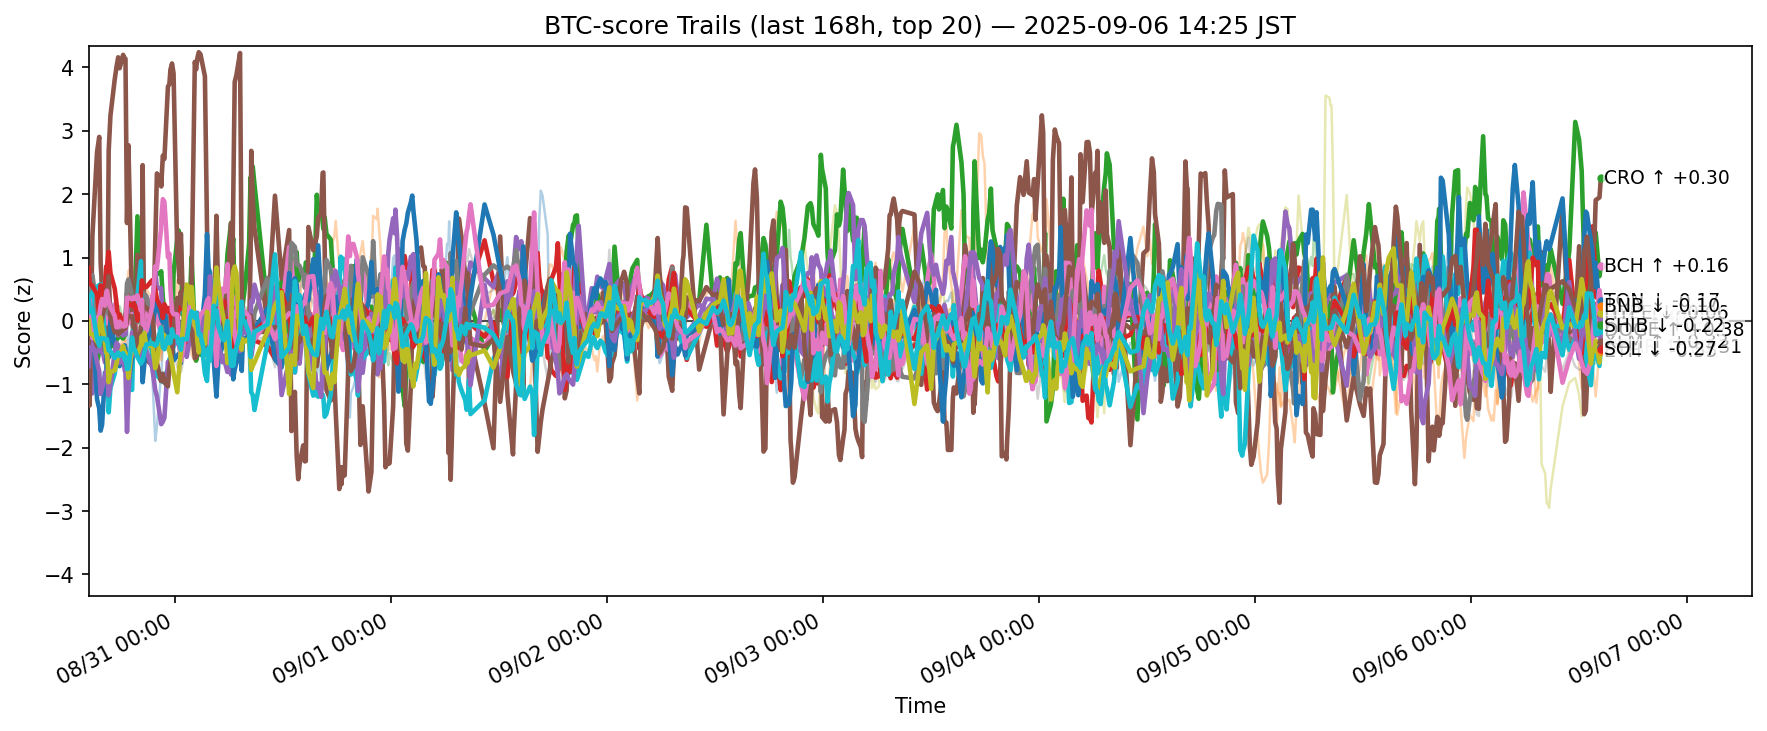 BTC-score Trails (last 168h, top 20) — 2025-09-06 14:25 JST
Score (z)
4
3
2
1
0
−1
−2
−3
−4
CRO ↑ +0.30
BCH ↑ +0.16
TON ↓ -0.17
BNB ↓ -0.10
SHIB ↓ -0.22
SOL ↓ -0.27
08/31 00:00
09/01 00:00
09/02 00:00
09/03 00:00
09/04 00:00
09/05 00:00
09/06 00:00
09/07 00:00
Time